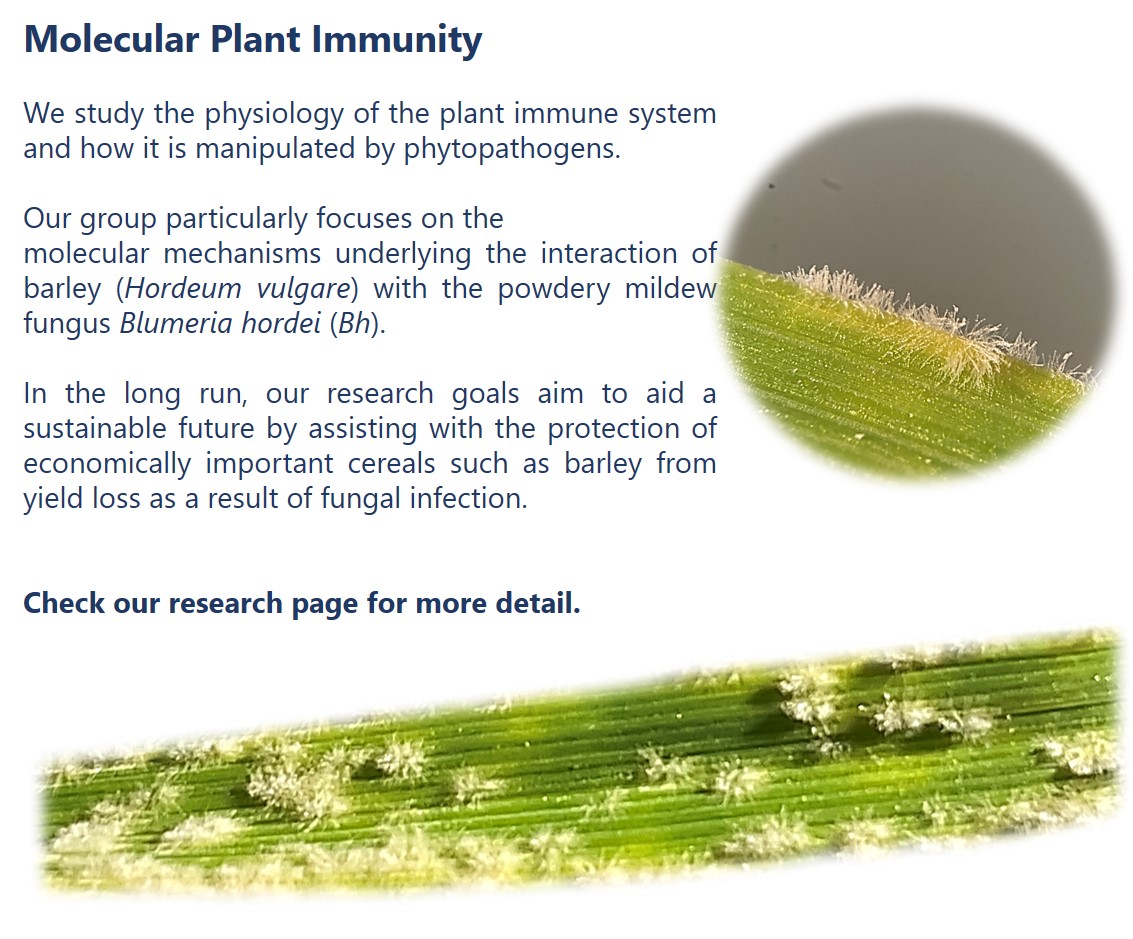 Molecular Plant Immunity
We study the physiology of the plant immune system
and how it is manipulated by phytopathogens.
Our group particularly focuses on the
molecular mechanisms underlying the interaction of
barley (Hordeum vulgare) with the powdery mildew
fungus Blumeria hordei (Bh).
In the long run, our research goals aim to aid a
sustainable future by assisting with the protection of
economically important cereals such as barley from
yield loss as a result of fungal infection.
Check our research page for more detail.